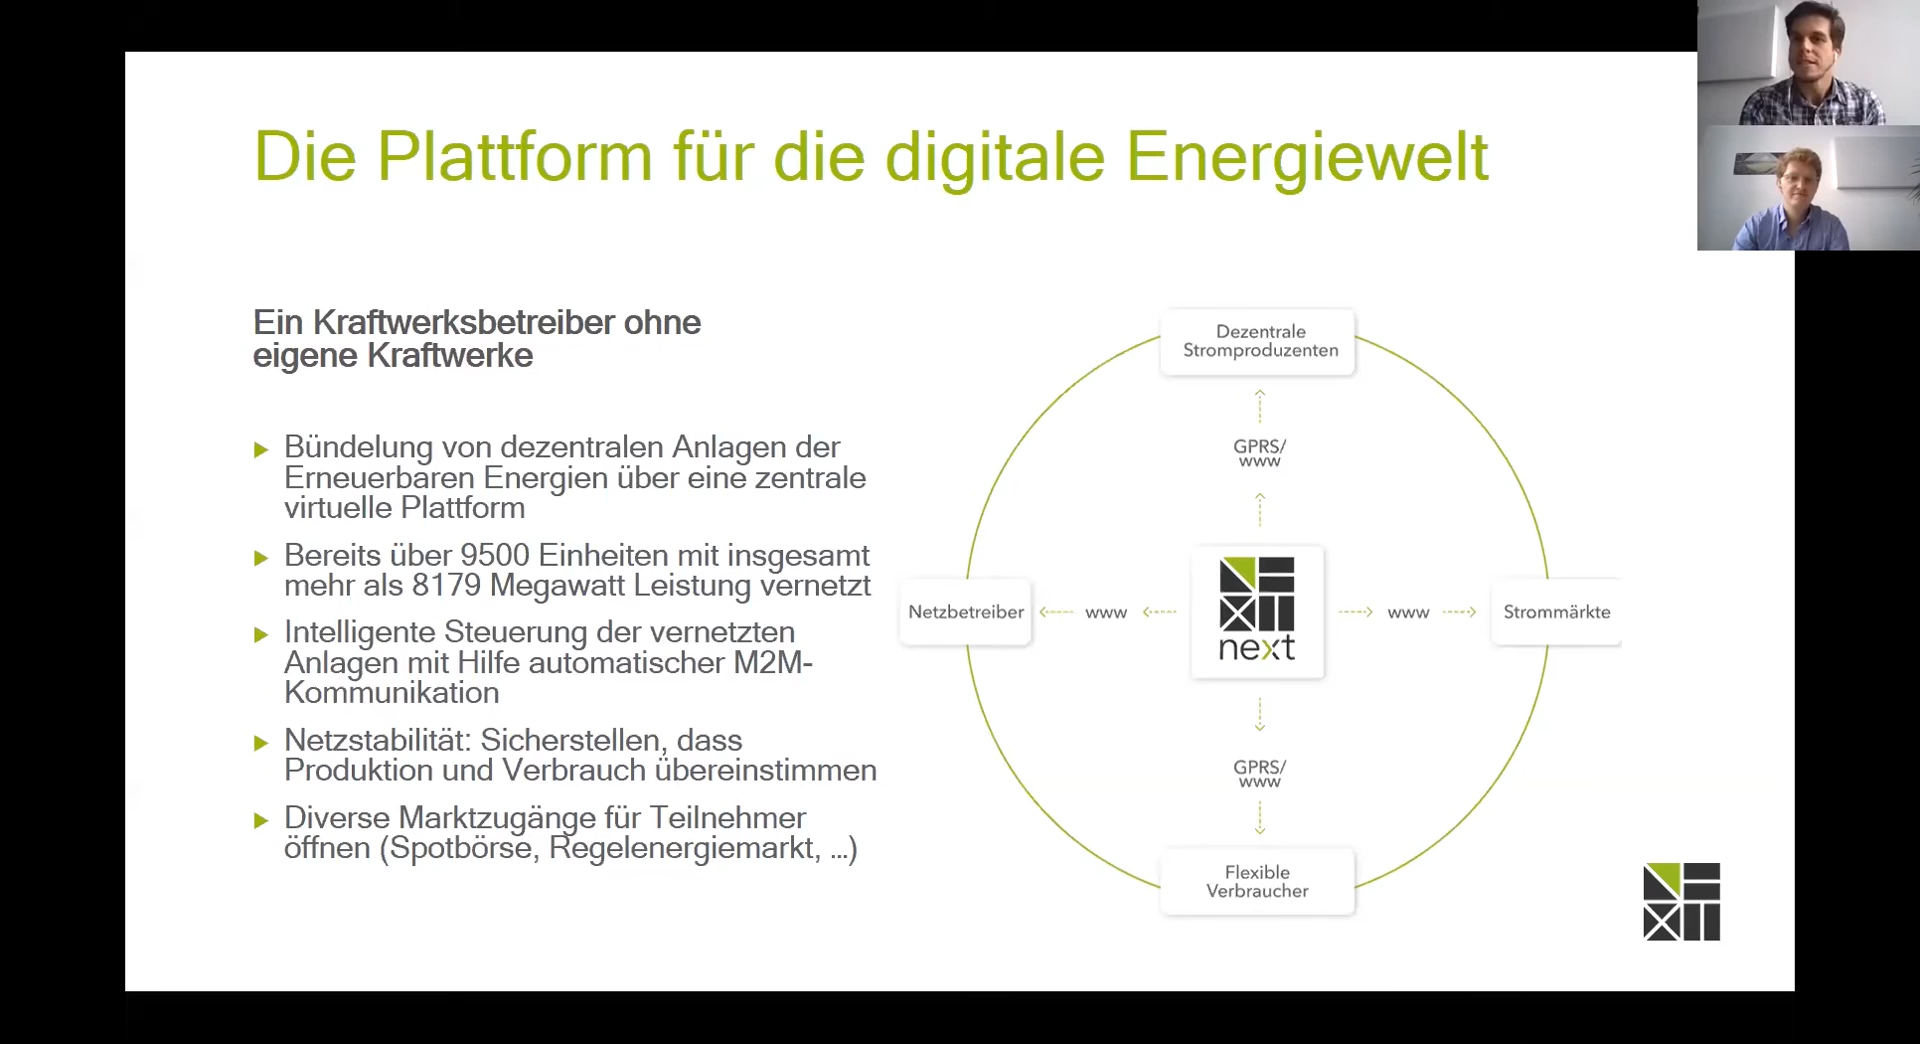 Die Plattform für die digitale Energiewelt
Ein Kraftwerksbetreiber ohne
eigene Kraftwerke
Bündelung von dezentralen Anlagen der
Erneuerbaren Energien über eine zentrale
virtuelle Plattform
Bereits über 9500 Einheiten mit insgesamt
mehr als 8179 Megawatt Leistung vernetzt
Intelligente Steuerung der vernetzten
Anlagen mit Hilfe automatischer M2M-
Kommunikation
Netzstabilität: Sicherstellen, dass
Produktion und Verbrauch übereinstimmen
Diverse Marktzugänge für Teilnehmer
öffnen (Spotbörse, Regelenergiemarkt, ...)
Dezentrale
Stromproduzenten
GPRS/
www
Netzbetreiber
www
NEXT
next
www
Strommärkte
GPRS/
www
Flexible
Verbraucher
NEXT